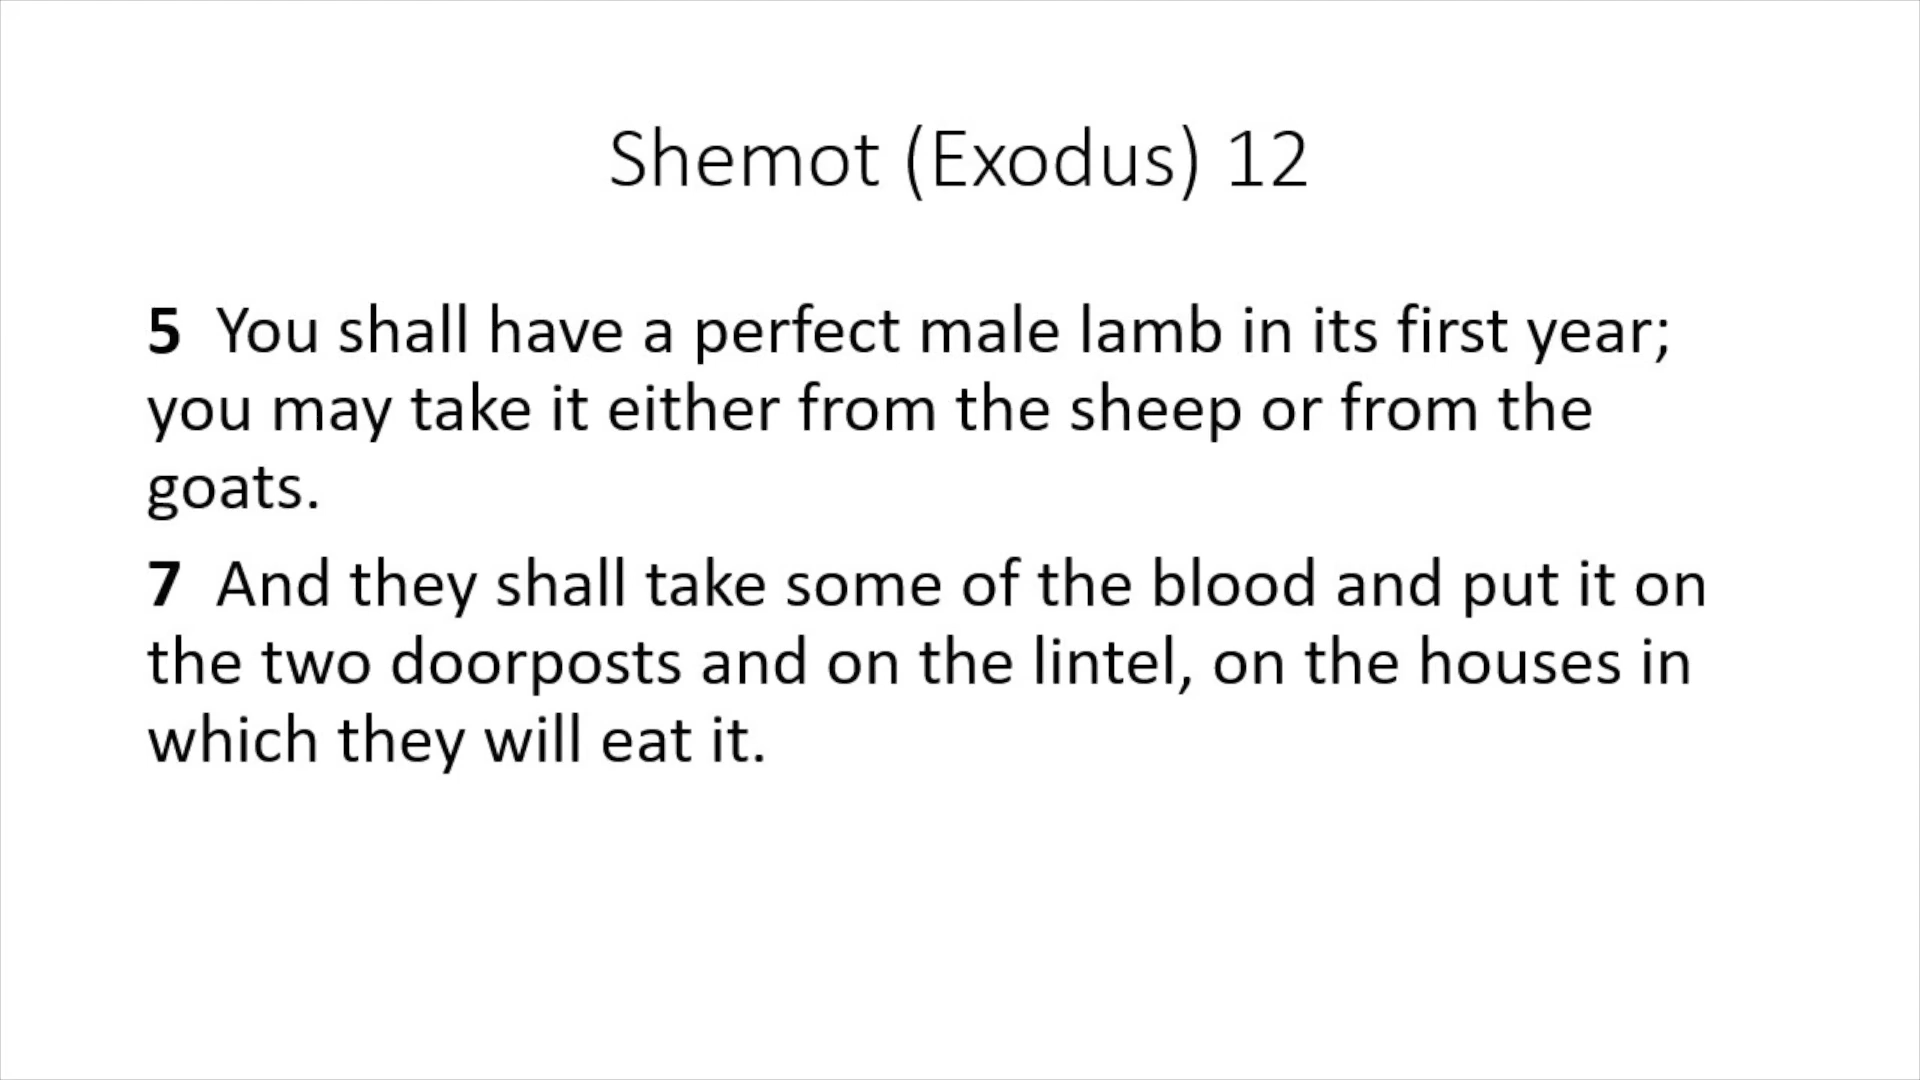 Shemot (Exodus) 12
5 You shall have a perfect male lamb in its first year;
you may take it either from the sheep or from the
goats.
7 And they shall take some of the blood and put it on
the two doorposts and on the lintel, on the houses in
which they will eat it.